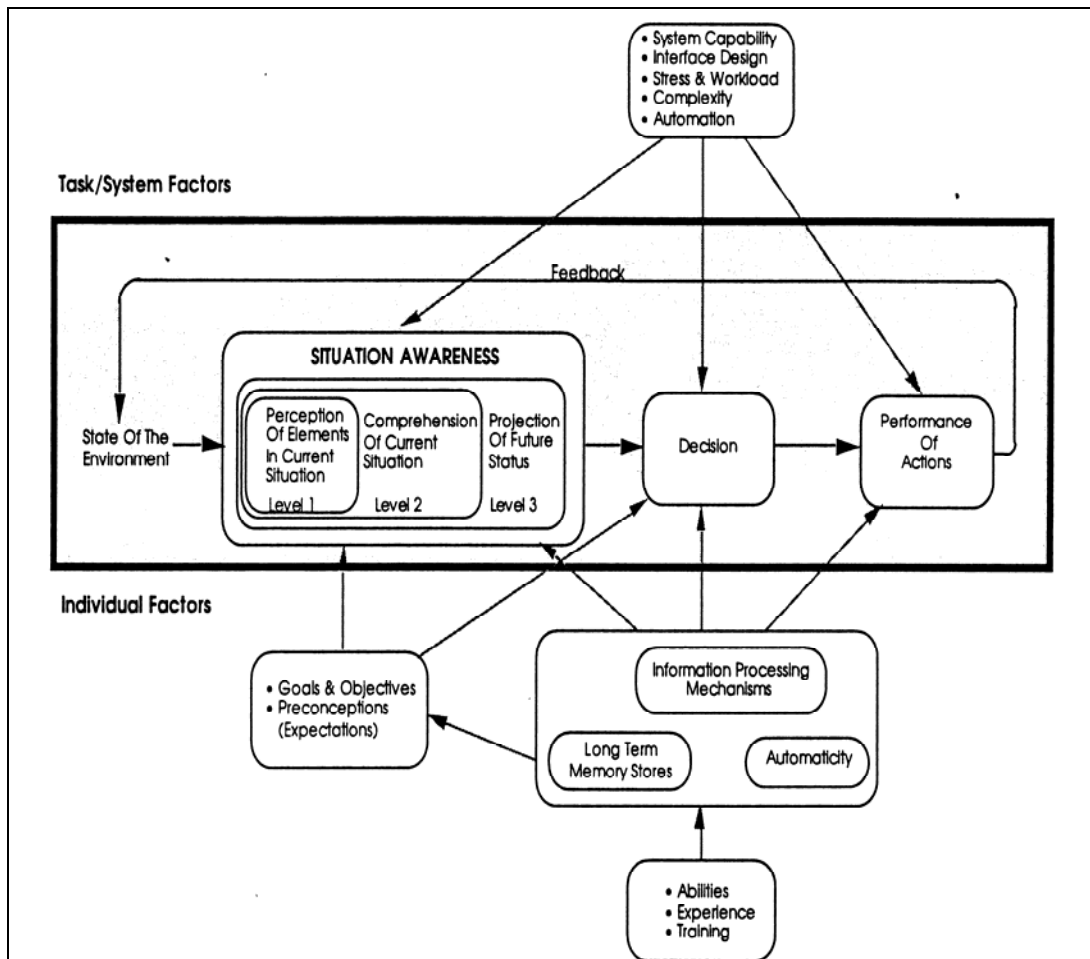 • System Capability
• Interface Design
• Stress & Workload
• Complexity
• Automation
Task/System Factors
Feedback
SITUATION AWARENESS
Perception
Of Elements
In Current
Situation
Level 1
Comprehension
Of Current
Situation
Level 2
Projection
Of Future
Status
Level 3
State Of The
Environment
Decision
Performance
Of
Actions
Individual Factors
• Goals & Objectives
• Preconceptions
(Expectations)
Information Processing
Mechanisms
Long Term
Memory Stores
Automaticity
• Abilities
• Experience
• Training